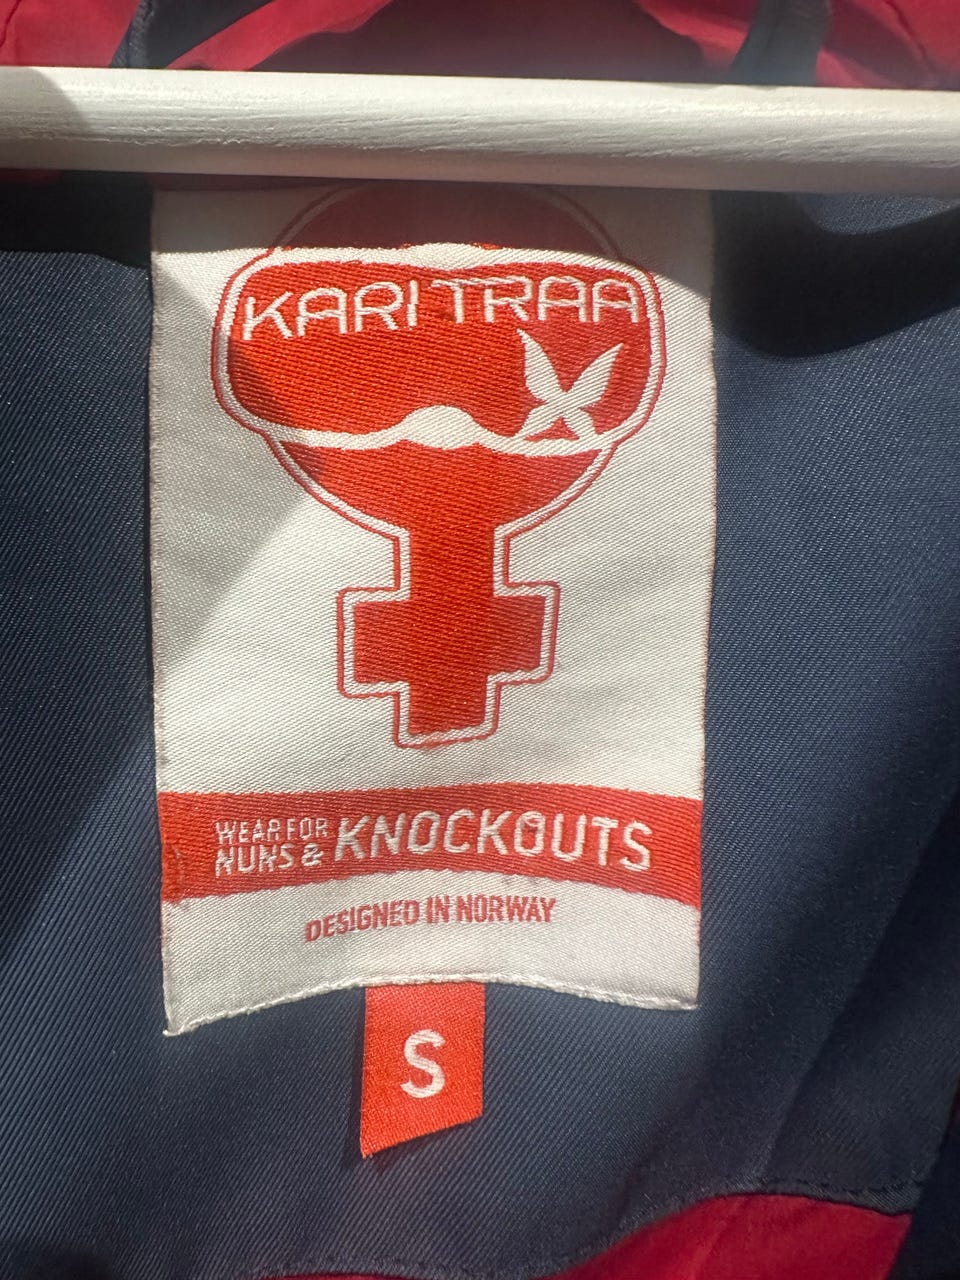 KARI TRAA
WEAR FOR
NUNS & KNOCKOUTS
DESIGNED IN NORWAY
S